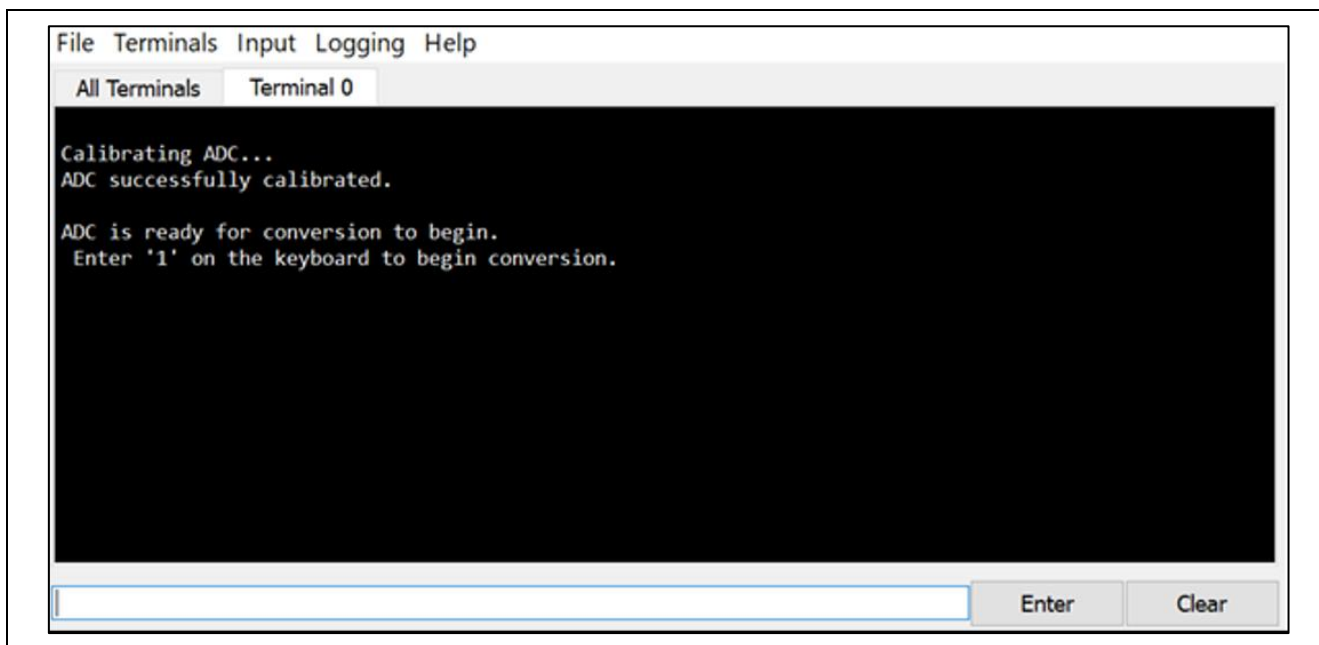 File Terminals Input Logging Help
All Terminals Terminal 0
Calibrating ADC...
ADC successfully calibrated.
ADC is ready for conversion to begin.
Enter '1' on the keyboard to begin conversion.
Enter Clear